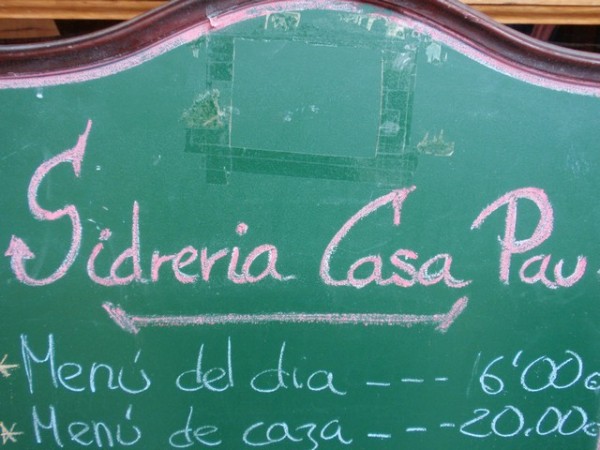 Sidreria Casa Pau
* Menú del dia --- 6'00€
* Menú de caza --- 20.00€